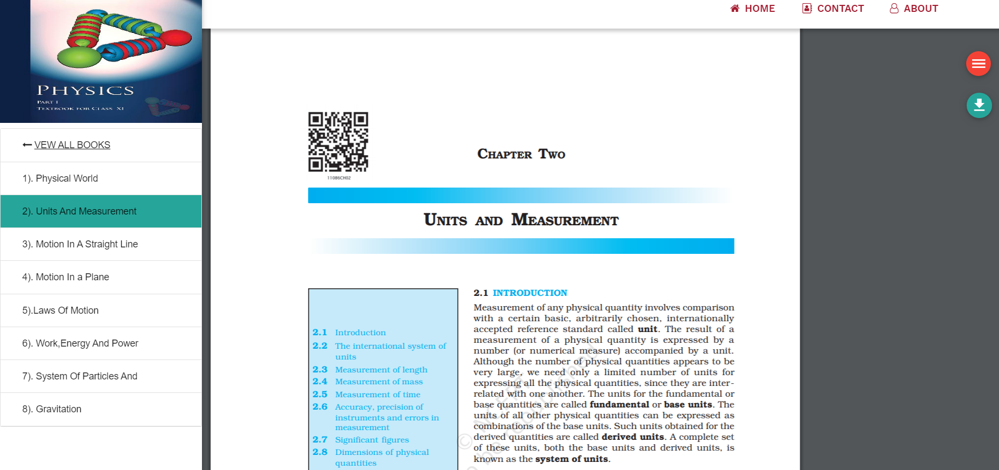 HOME
CONTACT
ABOUT
PHYSICS
PART I
TEXTBOOK FOR CLASS XI
VEW ALL BOOKS
1). Physical World
2). Units And Measurement
3). Motion In A Straight Line
4). Motion In a Plane
5).Laws Of Motion
6). Work,Energy And Power
7). System Of Particles And
8). Gravitation
11086CH02
CHAPTER TWO
UNITS AND MEASUREMENT
2.1 Introduction
2.2 The international system of
units
2.3 Measurement of length
2.4 Measurement of mass
2.5 Measurement of time
2.6 Accuracy, precision of
instruments and errors in
measurement
2.7 Significant figures
2.8 Dimensions of physical
quantities
2.1 INTRODUCTION
Measurement of any physical quantity involves comparison
with a certain basic, arbitrarily chosen, internationally
accepted reference standard called unit. The result of a
measurement of a physical quantity is expressed by a
number (or numerical measure) accompanied by a unit.
Although the number of physical quantities appears to be
very large, we need only a limited number of units for
expressing all the physical quantities, since they are inter-
related with one another. The units for the fundamental or
base quantities are called fundamental or base units. The
units of all other physical quantities can be expressed as
combinations of the base units. Such units obtained for the
derived quantities are called derived units. A complete set
of these units, both the base units and derived units, is
known as the system of units.
© NCERT
be republished